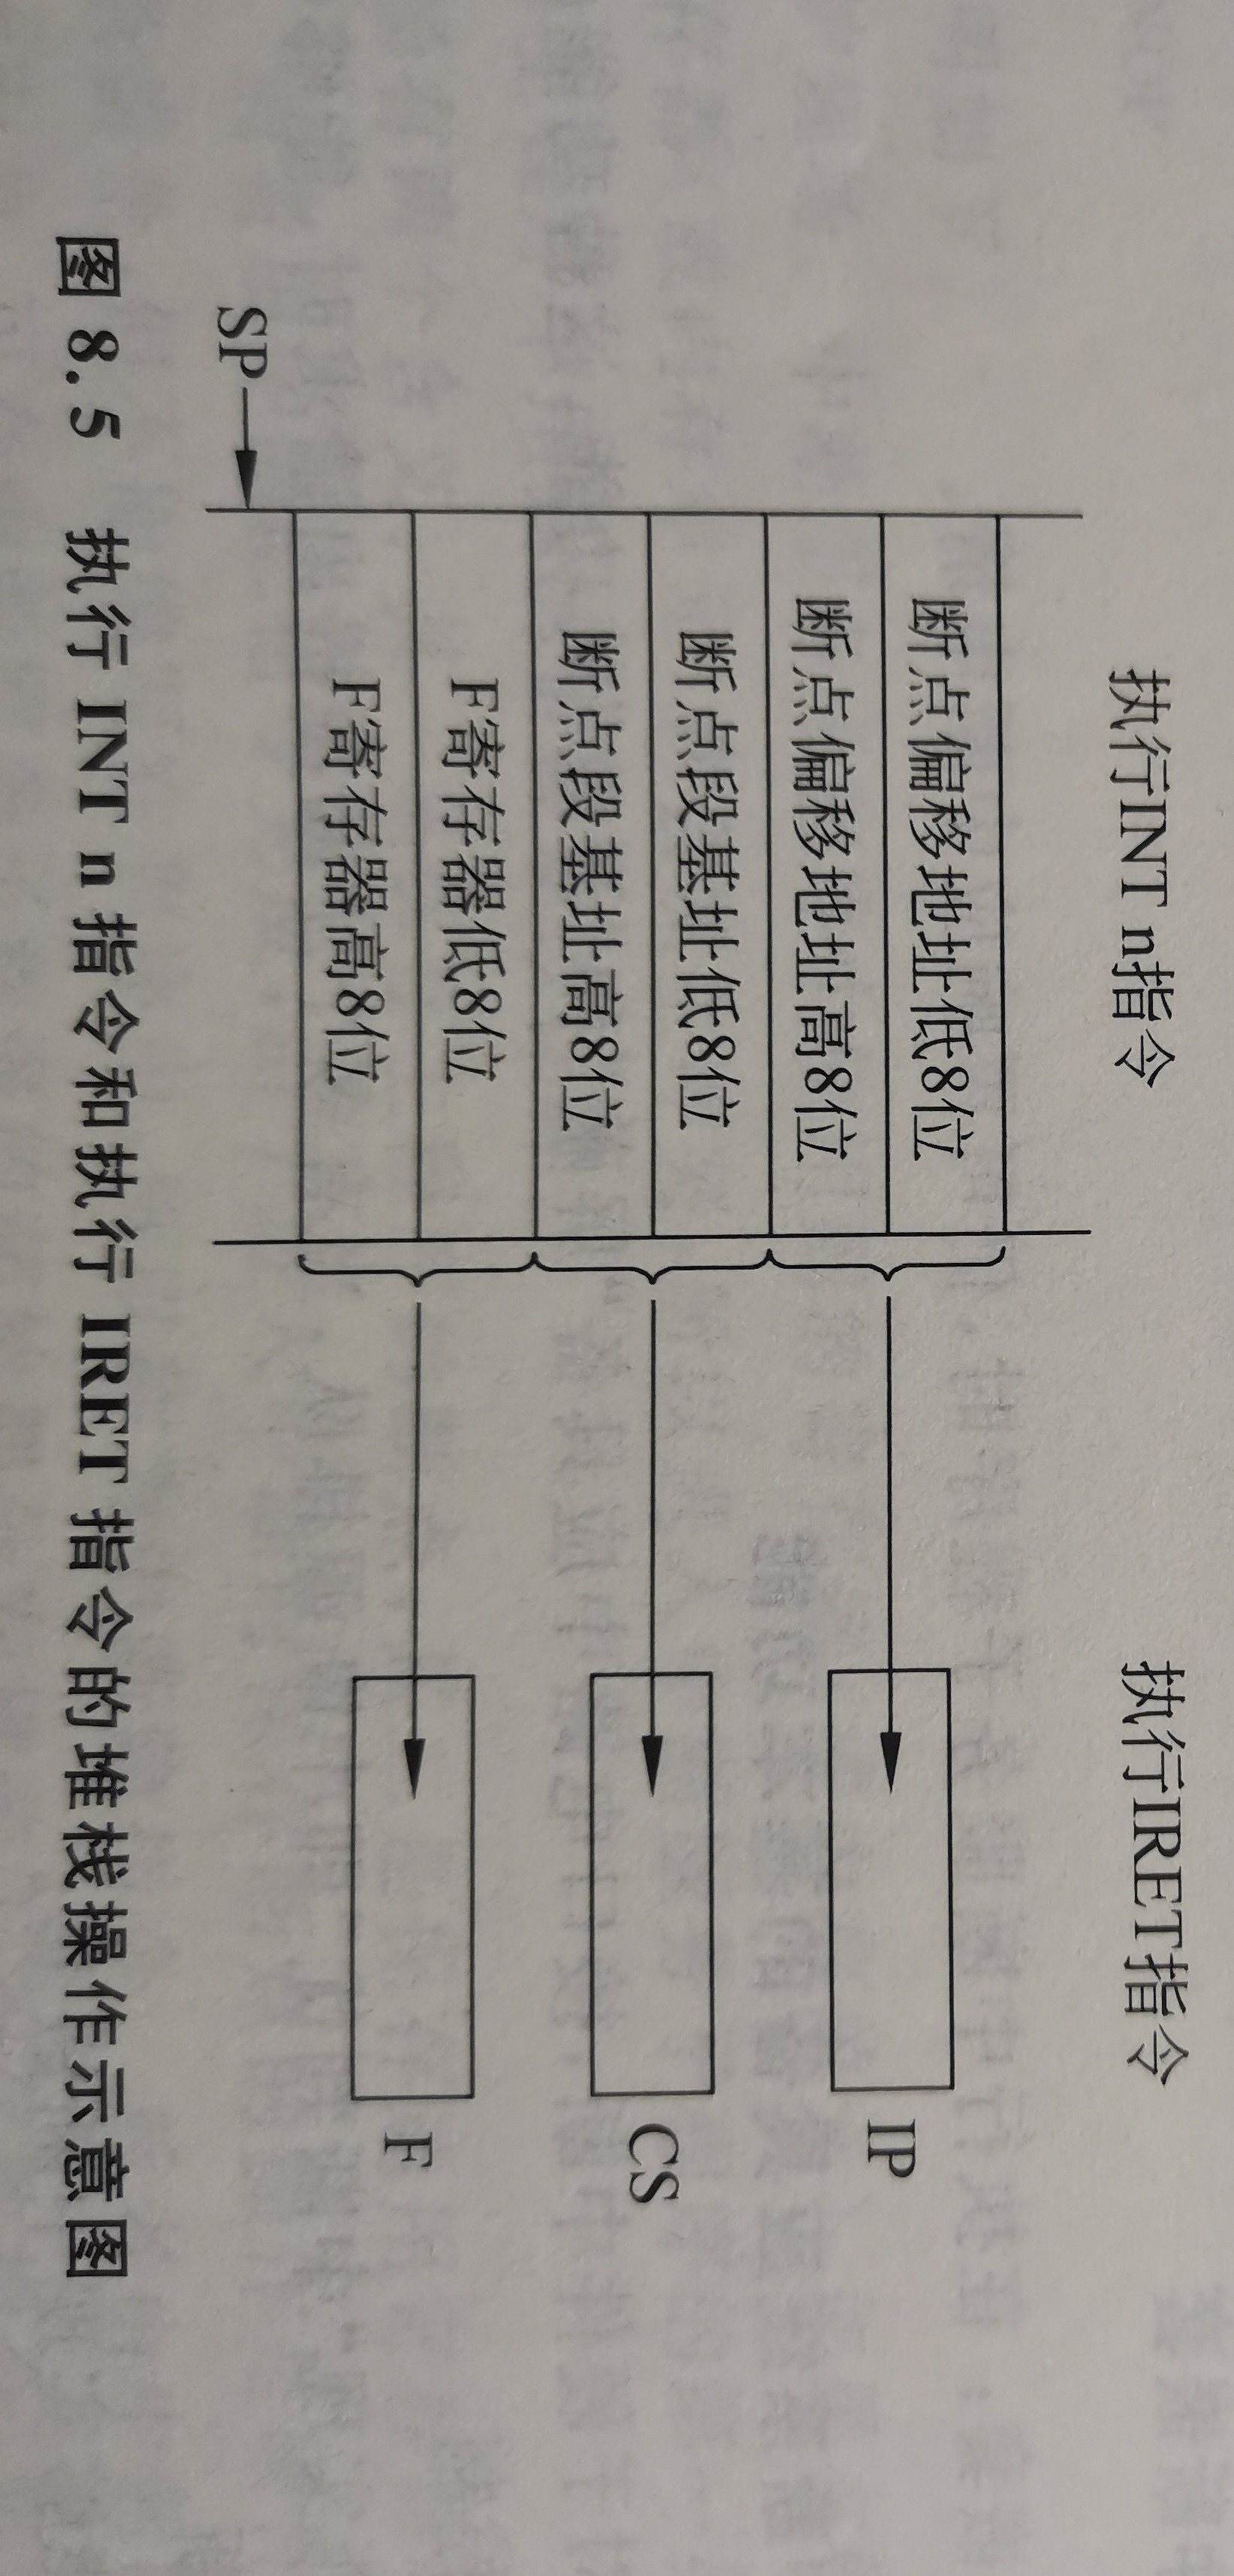 执行INT n指令
执行IRET指令
断点偏移地址低8位
断点偏移地址高8位
IP
断点段基址低8位
断点段基址高8位
CS
F寄存器低8位
F寄存器高8位
F
SP
图 8.5 执行 INT n 指令和执行 IRET 指令的堆栈操作示意图